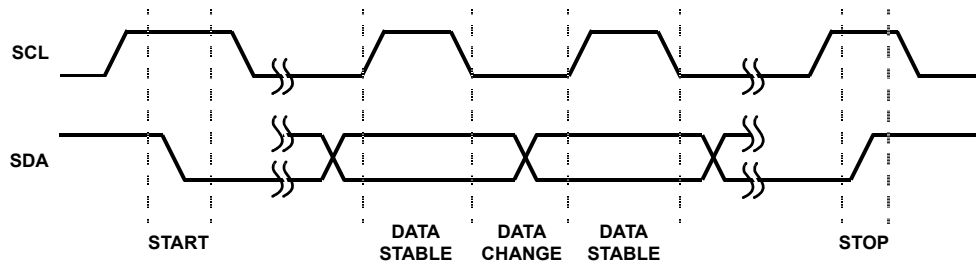 SCL
SDA
START
DATA STABLE
DATA CHANGE
DATA STABLE
STOP